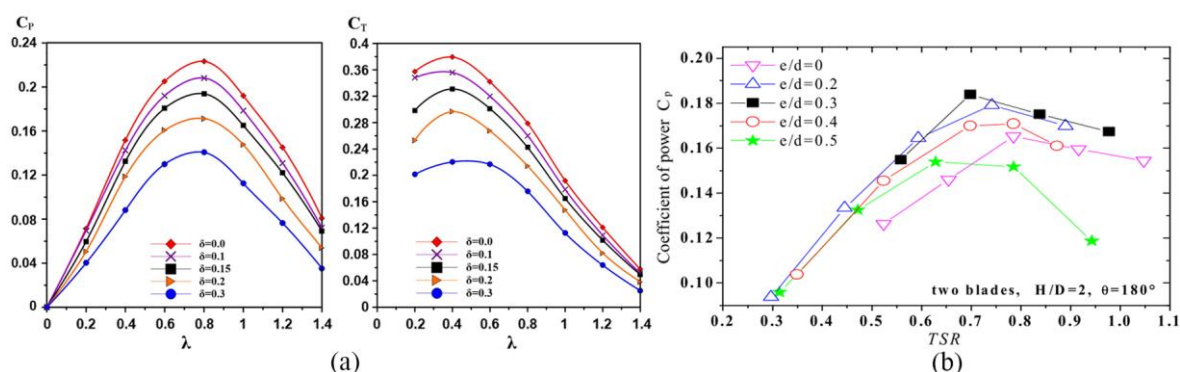 C_P
0.24
0.2
0.16
0.12
0.08
0.04
0
0 0.2 0.4 0.6 0.8 1 1.2 1.4
λ
δ=0.0
δ=0.1
δ=0.15
δ=0.2
δ=0.3
C_T
0.4
0.36
0.32
0.28
0.24
0.2
0.16
0.12
0.08
0.04
0
0 0.2 0.4 0.6 0.8 1 1.2 1.4
λ
δ=0.0
δ=0.1
δ=0.15
δ=0.2
δ=0.3
(a)
Coefficient of power C_p
0.18
0.16
0.14
0.12
0.10
e/d=0
e/d=0.2
e/d=0.3
e/d=0.4
e/d=0.5
two blades, H/D=2, θ=180°
0.2 0.3 0.4 0.5 0.6 0.7 0.8 0.9 1.0 1.1
TSR
(b)